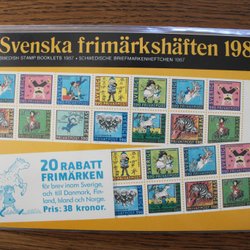 Svenska frimärkshäften 198
SWEDISH STAMP BOOKLETS 1987 • SCHWEDISCHE BRIEFMARKENHEFTCHEN 1987
20 RABATT
FRIMÄRKEN
för brev inom Sverige,
och till Danmark, Fin-
land, Island och Norge.
Pris: 38 kronor.